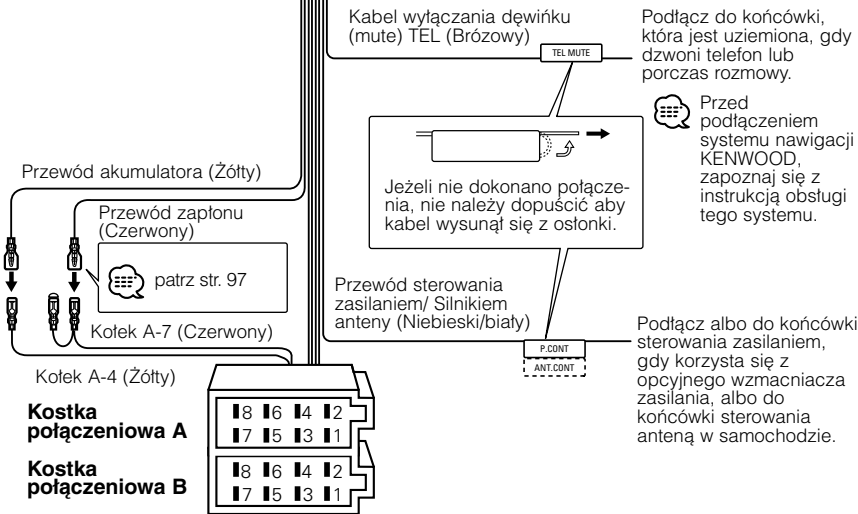 Kabel wyłączania dęwińku
(mute) TEL (Brózowy)
TEL MUTE
Podłącz do końcówki,
która jest uziemiona, gdy
dzwoni telefon lub
porczas rozmowy.
Przed
podłączeniem
systemu nawigacji
KENWOOD,
zapoznaj się z
instrukcją obsługi
tego systemu.
Jeżeli nie dokonano połącze-
nia, nie należy dopuścić aby
kabel wysunął się z osłonki.
Przewód akumulatora (Żółty)
Przewód zapłonu
(Czerwony)
patrz str. 97
Kołek A-7 (Czerwony)
Kołek A-4 (Żółty)
Przewód sterowania
zasilaniem/ Silnikiem
anteny (Niebieski/biały)
P.CONT
ANT.CONT
Podłącz albo do końcówki
sterowania zasilaniem,
gdy korzysta się z
opcyjnego wzmacniacza
zasilania, albo do
końcówki sterowania
anteną w samochodzie.
Kostka
połączeniowa A
8 6 4 2
7 5 3 1
Kostka
połączeniowa B
8 6 4 2
7 5 3 1